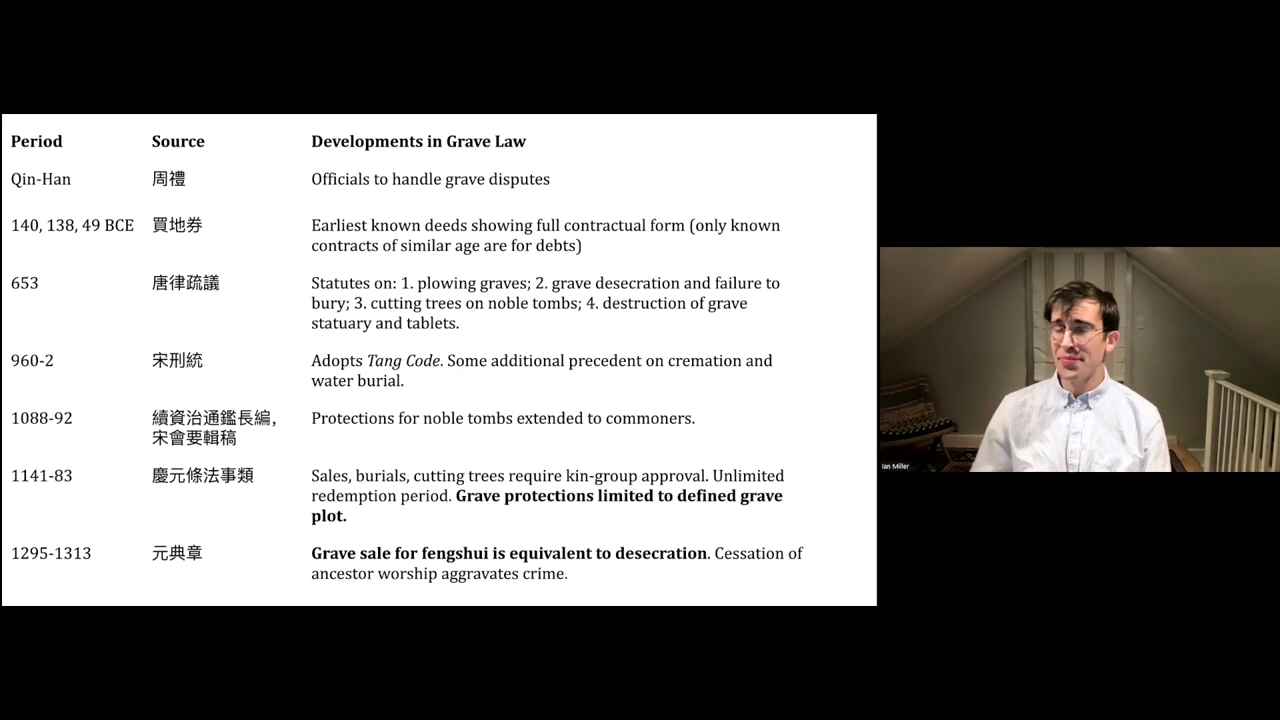 Period Source Developments in Grave Law
Qin-Han 周禮 Officials to handle grave disputes
140, 138, 49 BCE 買地券 Earliest known deeds showing full contractual form (only known
contracts of similar age are for debts)
653 唐律疏議 Statutes on: 1. plowing graves; 2. grave desecration and failure to
bury; 3. cutting trees on noble tombs; 4. destruction of grave
statuary and tablets.
960-2 宋刑統 Adopts Tang Code. Some additional precedent on cremation and
water burial.
1088-92 續資治通鑑長編, Protections for noble tombs extended to commoners.
宋會要輯稿
1141-83 慶元條法事類 Sales, burials, cutting trees require kin-group approval. Unlimited
redemption period. Grave protections limited to defined grave
plot.
1295-1313 元典章 Grave sale for fengshui is equivalent to desecration. Cessation of
ancestor worship aggravates crime.
Ian Miller